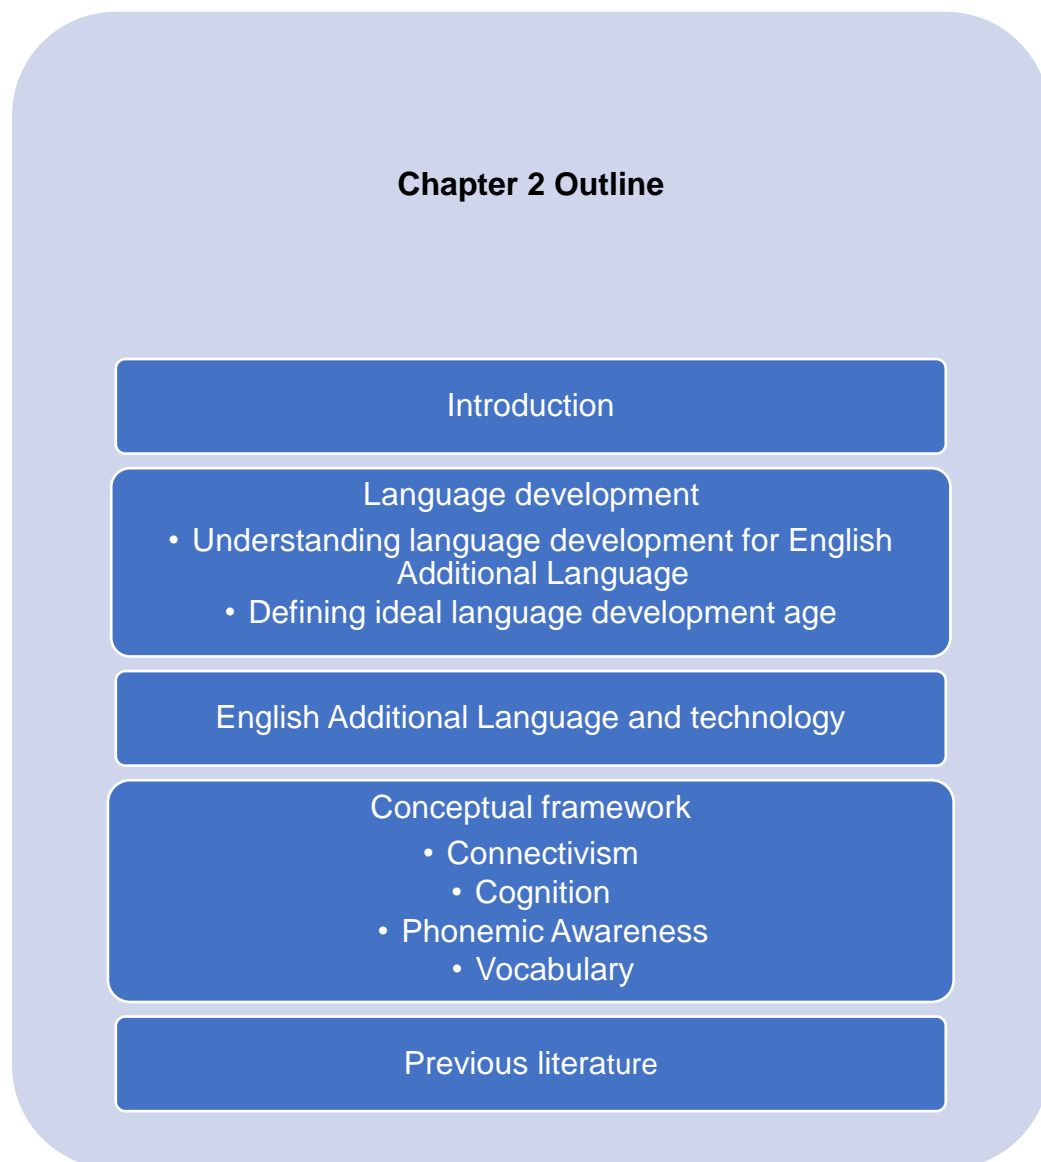 Chapter 2 Outline
Introduction
Language development
• Understanding language development for English
Additional Language
• Defining ideal language development age
English Additional Language and technology
Conceptual framework
• Connectivism
• Cognition
• Phonemic Awareness
• Vocabulary
Previous literature